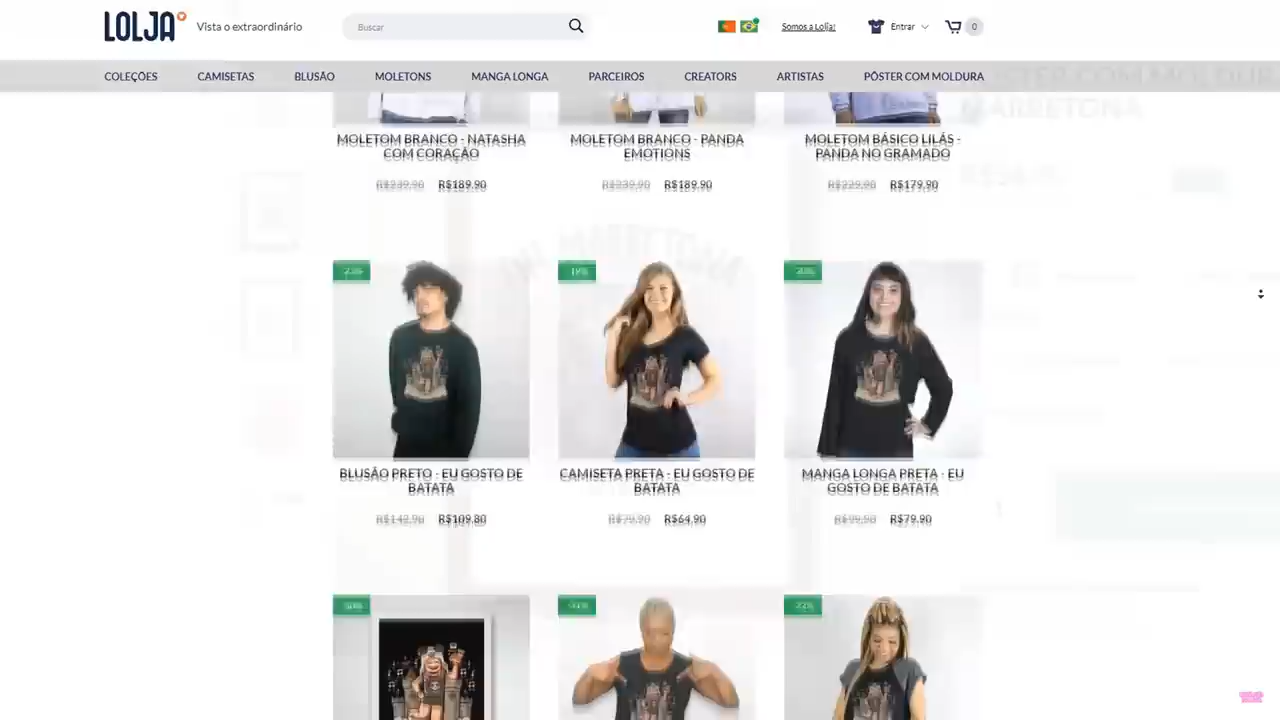 LOLJA
Vista o extraordinário
Buscar
Somos a Lolja!
Entrar
0
COLEÇÕES CAMISETAS BLUSÃO MOLETONS MANGA LONGA PARCEIROS CREATORS ARTISTAS PÔSTER COM MOLDURA
MARRETONA
MOLETOM BRANCO - NATASHA
COM CORAÇÃO
R$239,90 R$189,90
MOLETOM BRANCO - PANDA
EMOTIONS
R$239,90 R$189,90
MOLETOM BÁSICO LILÁS -
PANDA NO GRAMADO
R$229,90 R$179,90
BLUSÃO PRETO - EU GOSTO DE
BATATA
R$109,80
CAMISETA PRETA - EU GOSTO DE
BATATA
R$79,90 R$64,90
MANGA LONGA PRETA - EU
GOSTO DE BATATA
R$99,90 R$79,90